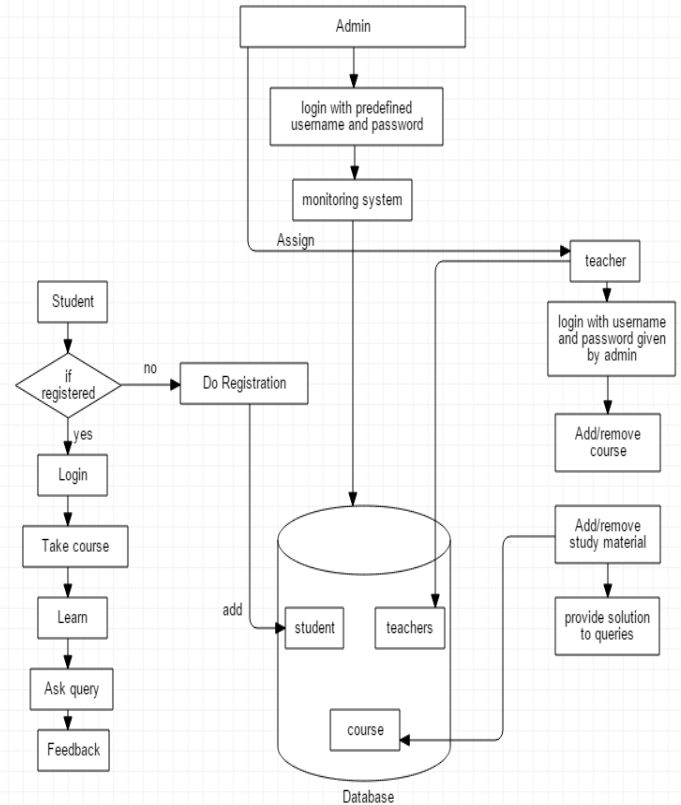 Admin
login with predefined
username and password
monitoring system
Assign
teacher
login with username
and password given
by admin
Add/remove
course
Add/remove
study material
provide solution
to queries
Student
if
registered
no
Do Registration
yes
Login
Take course
Learn
Ask query
Feedback
add
student
teachers
course
Database